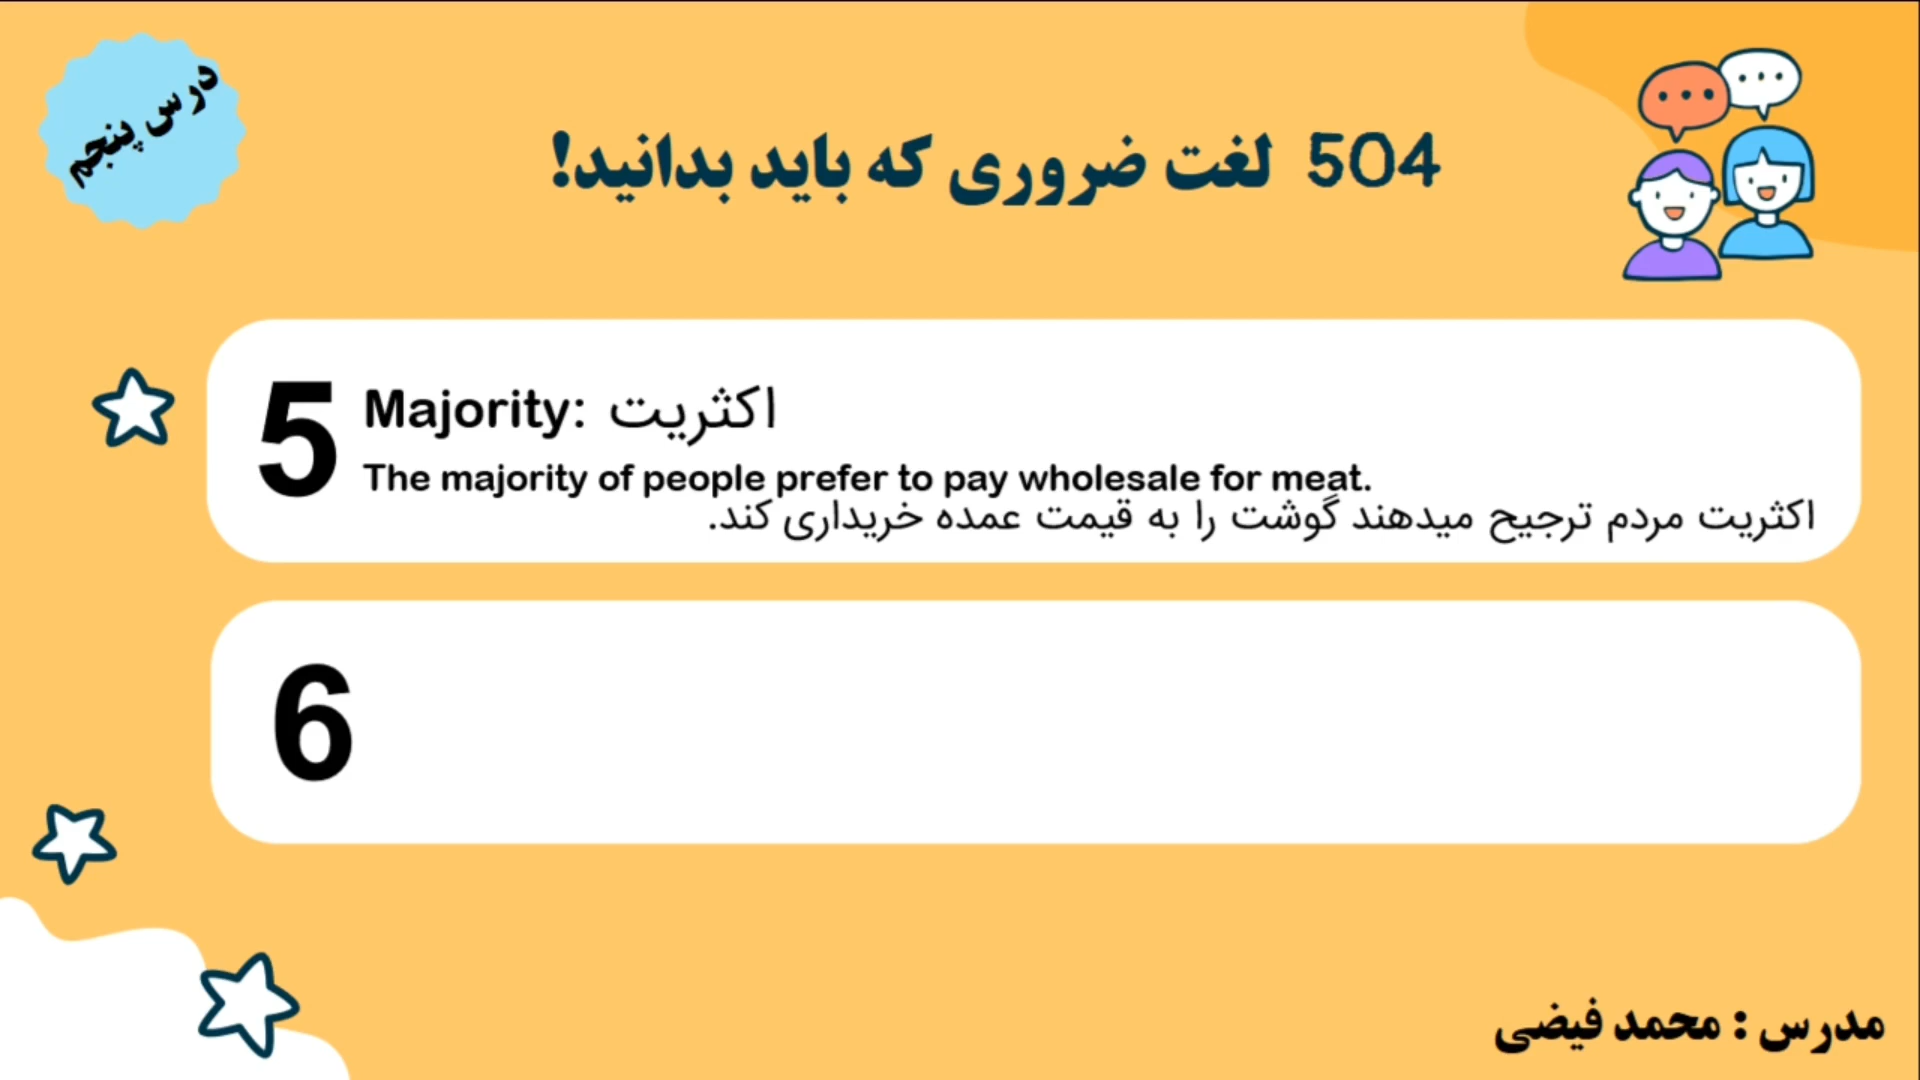 درس پنجم
504 لغت ضروری که باید بدانید!
5
Majority: اکثریت
The majority of people prefer to pay wholesale for meat.
اکثریت مردم ترجیح میدهند گوشت را به قیمت عمده خریداری کند.
6
مدرس : محمد فیضی